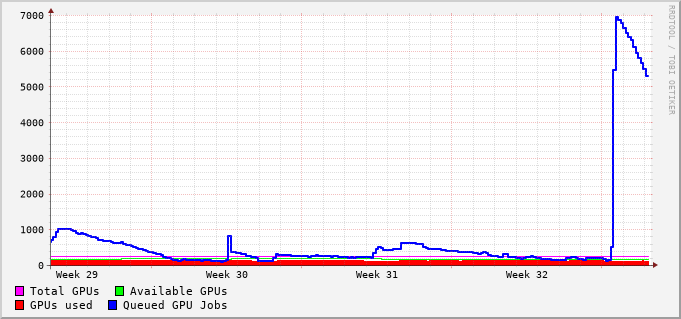 7000
6000
5000
4000
3000
2000
1000
0
Week 29 Week 30 Week 31 Week 32
Total GPUs Available GPUs
GPUs used Queued GPU Jobs
RRDTOOL / TOBI OETIKER